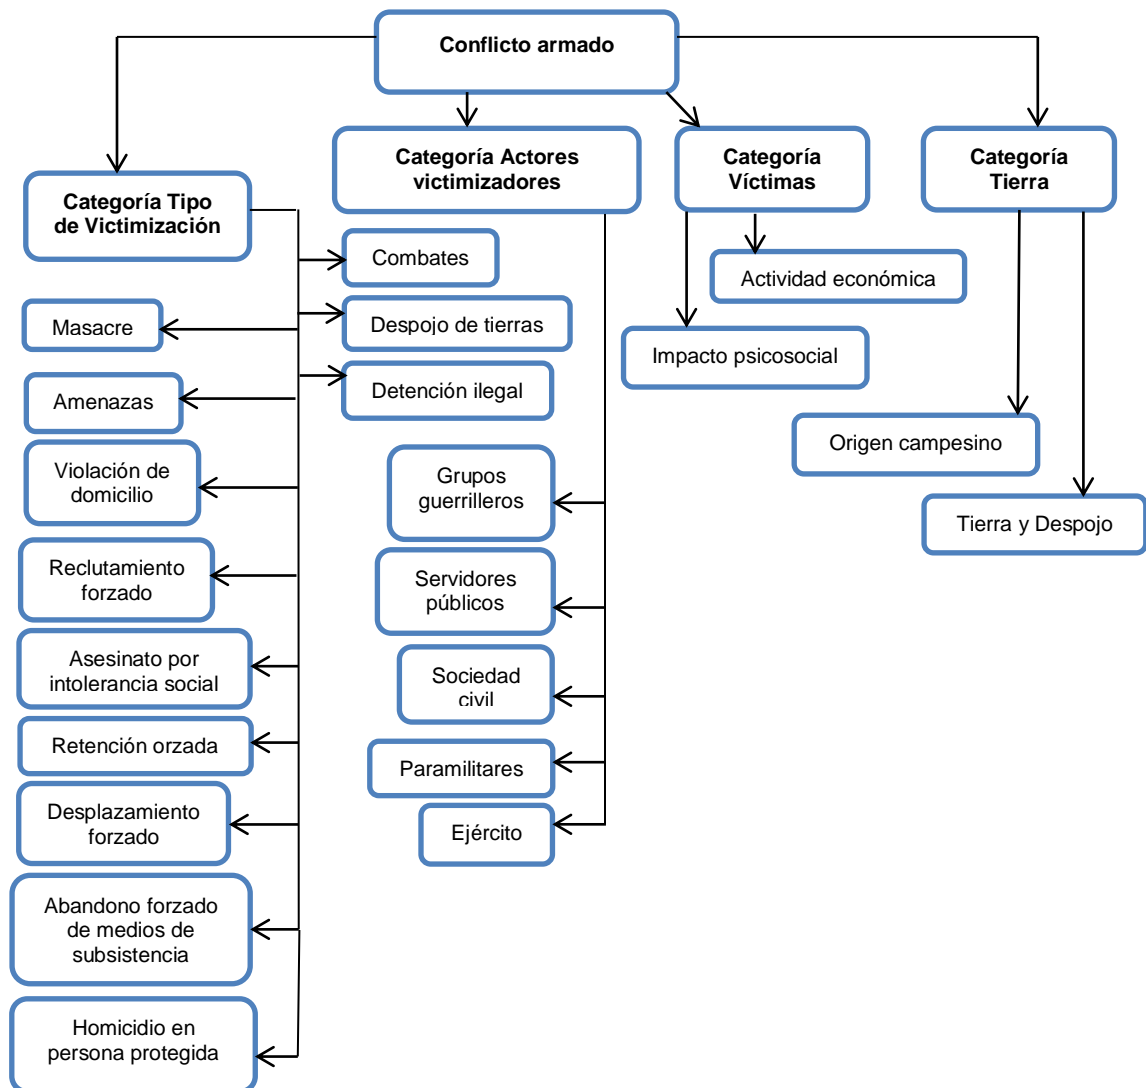 Conflicto armado
Categoría Tipo
de Victimización
Categoría Actores
victimizadores
Categoría
Víctimas
Categoría
Tierra
Combates
Despojo de tierras
Detención ilegal
Masacre
Amenazas
Violación de
domicilio
Reclutamiento
forzado
Asesinato por
intolerancia social
Retención orzada
Desplazamiento
forzado
Abandono forzado
de medios de
subsistencia
Homicidio en
persona protegida
Grupos
guerrilleros
Servidores
públicos
Sociedad
civil
Paramilitares
Ejército
Actividad económica
Impacto psicosocial
Origen campesino
Tierra y Despojo